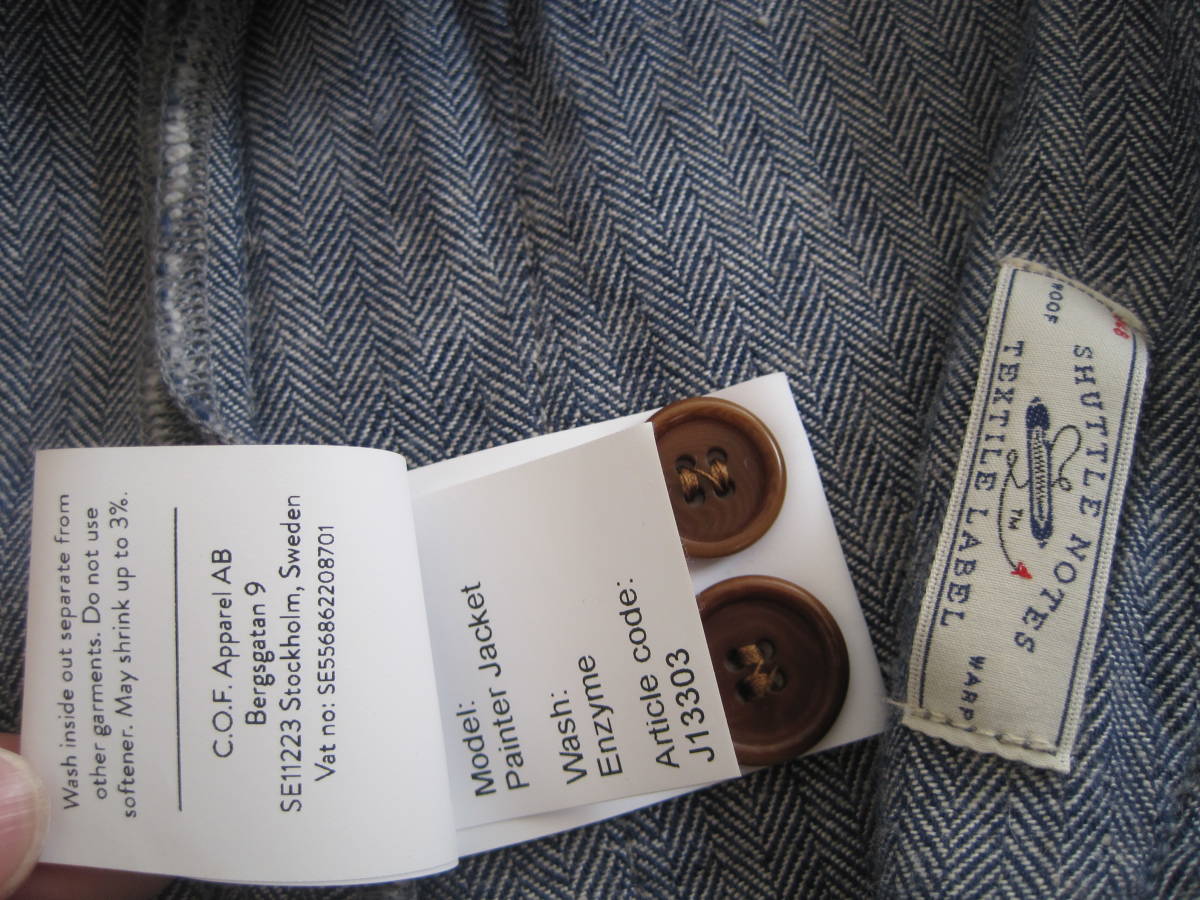 Wash inside out separate from
other garments. Do not use
softener. May shrink up to 3%.
C.O.F. Apparel AB
Bergsgatan 9
SE11223 Stockholm, Sweden
Vat no: SE556862208701
Model:
Painter Jacket
Wash:
Enzyme
Article code:
J13303
SHUTTLE NOTES
TM
TEXTILE LABEL
WARP